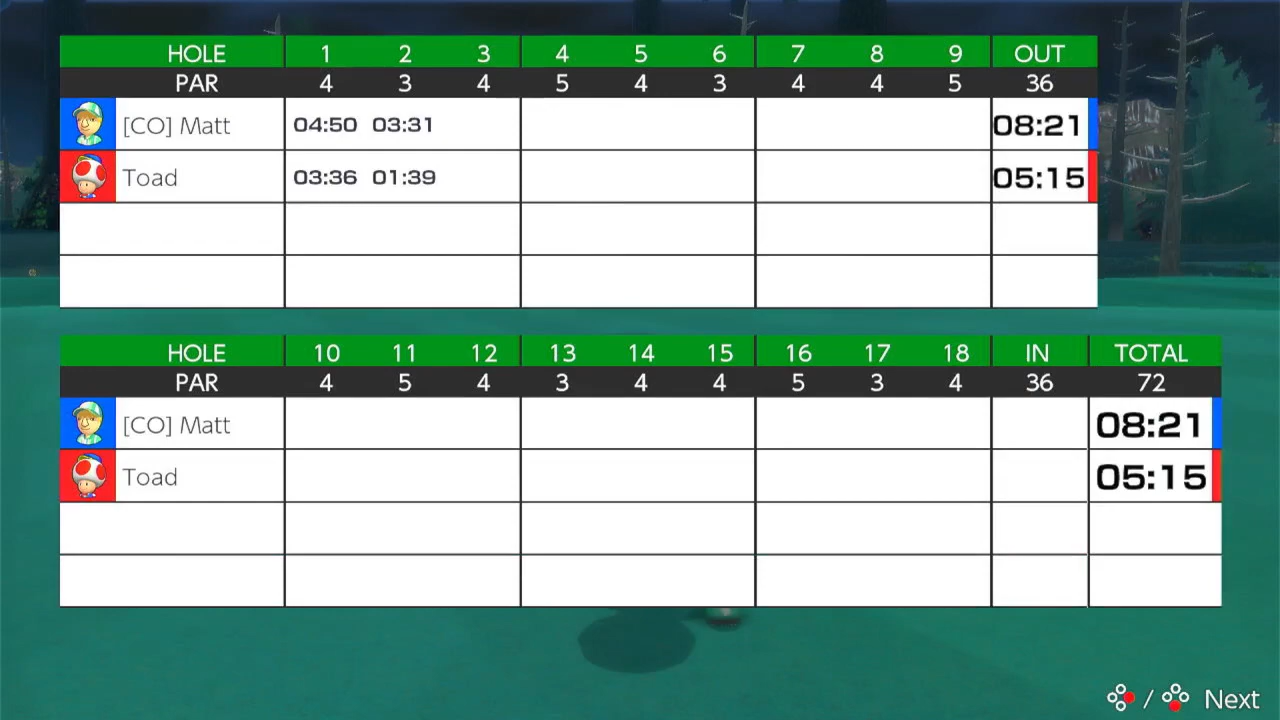 HOLE 1 2 3 4 5 6 7 8 9 OUT
PAR 4 3 4 5 4 3 4 4 5 36
[CO] Matt 04:50 03:31 08:21
Toad 03:36 01:39 05:15
HOLE 10 11 12 13 14 15 16 17 18 IN TOTAL
PAR 4 5 4 3 4 4 5 3 4 36 72
[CO] Matt 08:21
Toad 05:15
/ Next